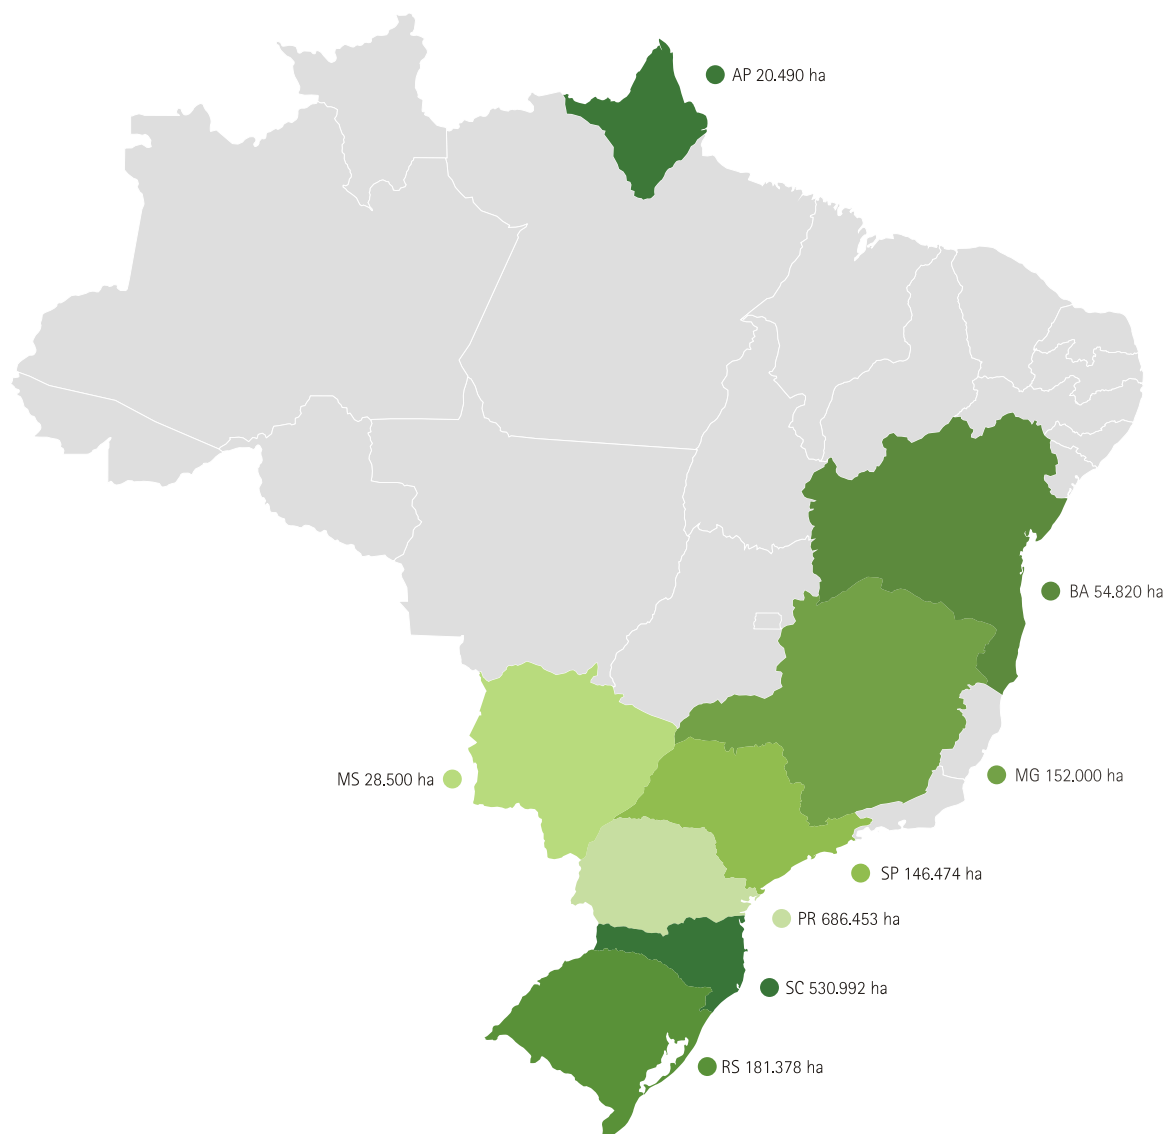 AP 20.490 ha
BA 54.820 ha
MS 28.500 ha
MG 152.000 ha
SP 146.474 ha
PR 686.453 ha
SC 530.992 ha
RS 181.378 ha